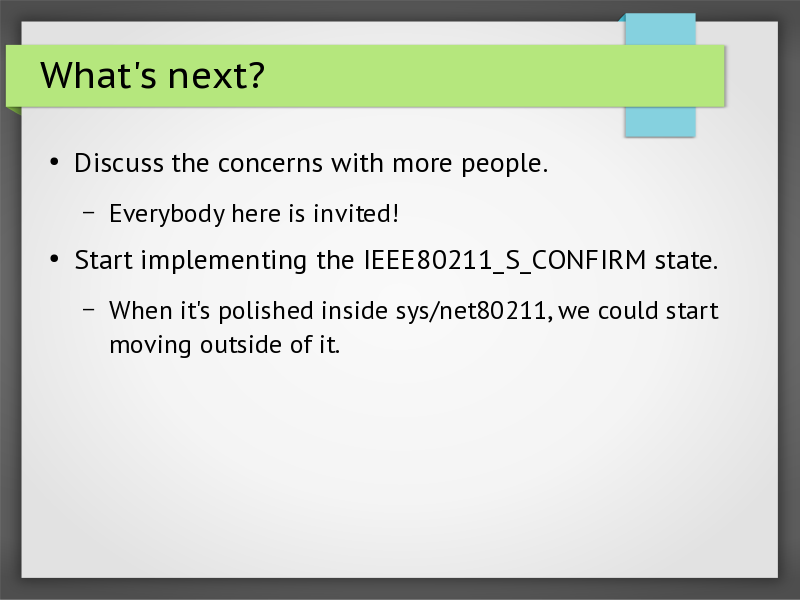 What's next?
• Discuss the concerns with more people.
– Everybody here is invited!
• Start implementing the IEEE80211_S_CONFIRM state.
– When it's polished inside sys/net80211, we could start
moving outside of it.